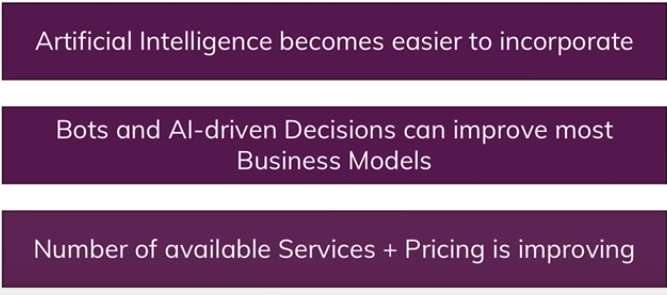 Artificial Intelligence becomes easier to incorporate
Bots and AI-driven Decisions can improve most
Business Models
Number of available Services + Pricing is improving